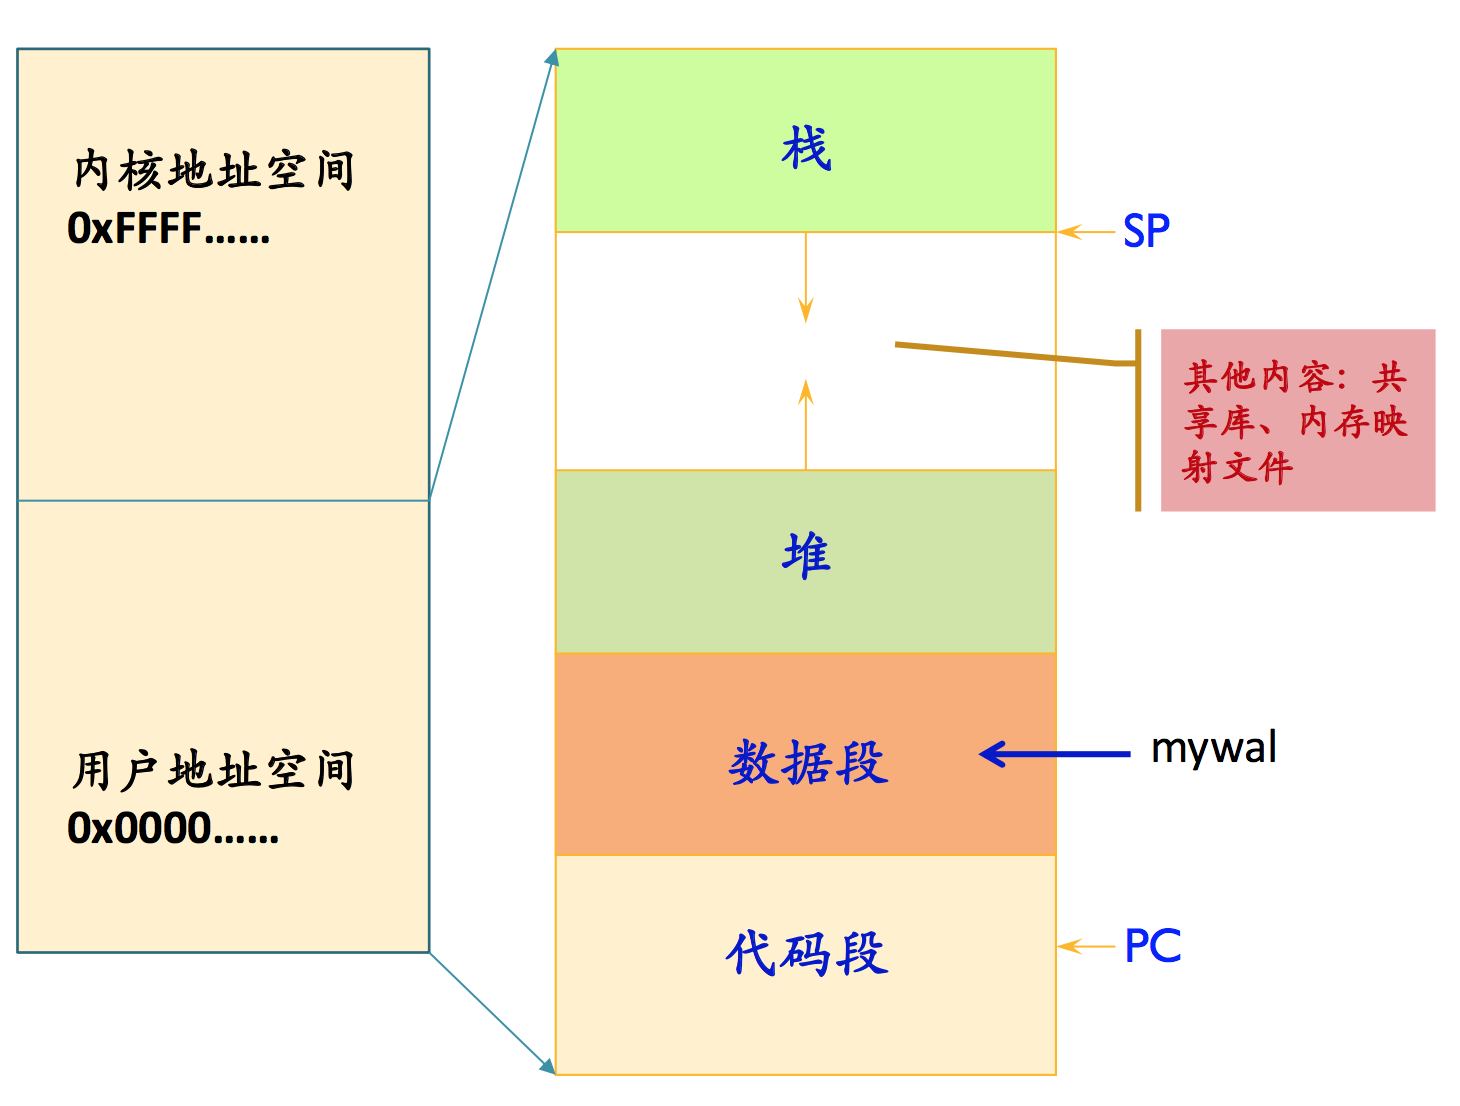 内核地址空间
0xFFFF……
用户地址空间
0x0000……
栈
SP
其他内容：共
享库、内存映
射文件
堆
数据段
mywal
代码段
PC